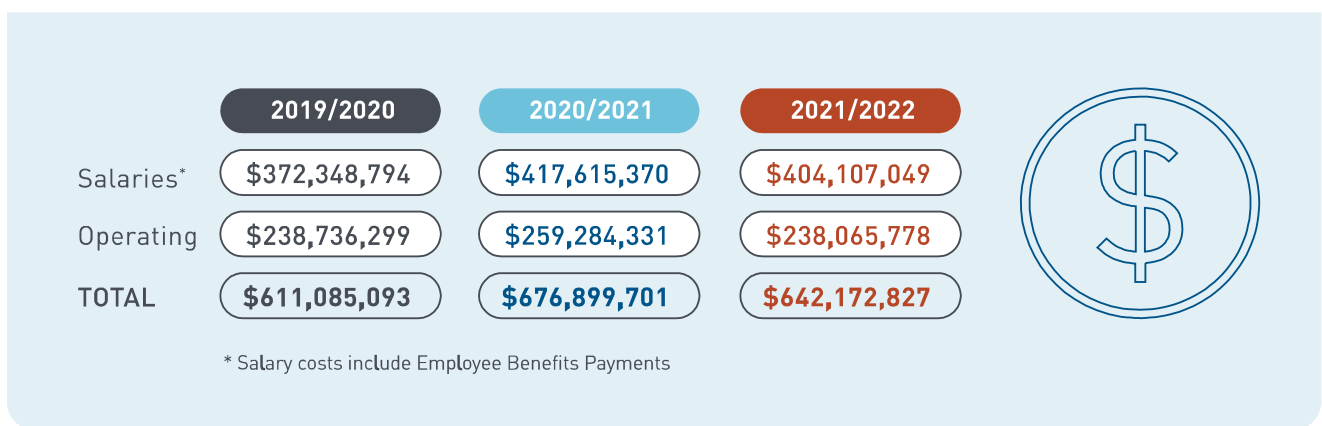 2019/2020 2020/2021 2021/2022
Salaries* $372,348,794 $417,615,370 $404,107,049
Operating $238,736,299 $259,284,331 $238,065,778
TOTAL $611,085,093 $676,899,701 $642,172,827
* Salary costs include Employee Benefits Payments
$